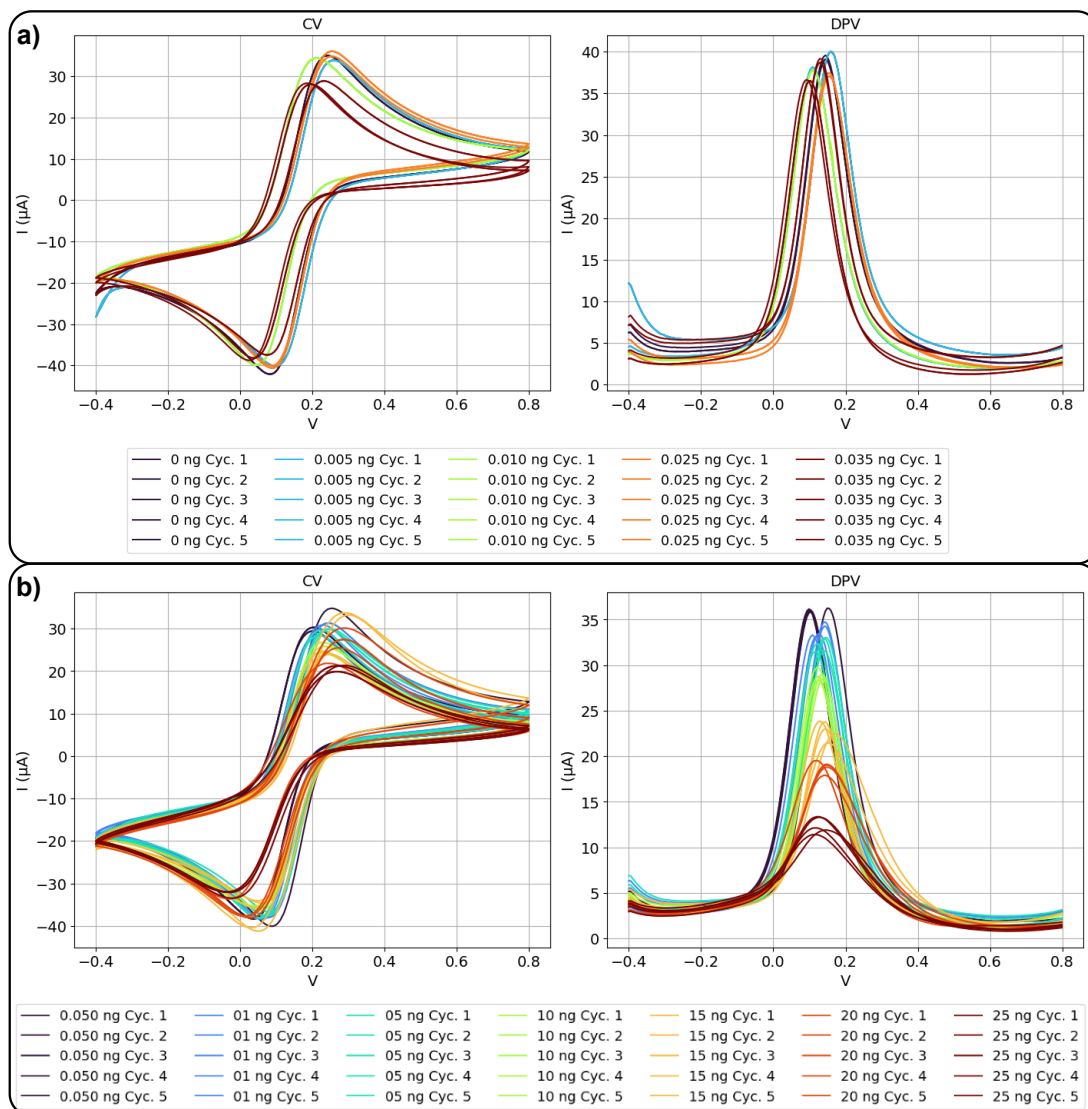 a)
CV
DPV
I (μA)
30
20
10
0
−10
−20
−30
−40
−0.4 −0.2 0.0 0.2 0.4 0.6 0.8
V
I (μA)
40
35
30
25
20
15
10
5
0
−0.4 −0.2 0.0 0.2 0.4 0.6 0.8
V
0 ng Cyc. 1 0.005 ng Cyc. 1 0.010 ng Cyc. 1 0.025 ng Cyc. 1 0.035 ng Cyc. 1
0 ng Cyc. 2 0.005 ng Cyc. 2 0.010 ng Cyc. 2 0.025 ng Cyc. 2 0.035 ng Cyc. 2
0 ng Cyc. 3 0.005 ng Cyc. 3 0.010 ng Cyc. 3 0.025 ng Cyc. 3 0.035 ng Cyc. 3
0 ng Cyc. 4 0.005 ng Cyc. 4 0.010 ng Cyc. 4 0.025 ng Cyc. 4 0.035 ng Cyc. 4
0 ng Cyc. 5 0.005 ng Cyc. 5 0.010 ng Cyc. 5 0.025 ng Cyc. 5 0.035 ng Cyc. 5
b)
CV
DPV
I (μA)
30
20
10
0
−10
−20
−30
−40
−0.4 −0.2 0.0 0.2 0.4 0.6 0.8
V
I (μA)
35
30
25
20
15
10
5
0
−0.4 −0.2 0.0 0.2 0.4 0.6 0.8
V
0.050 ng Cyc. 1 01 ng Cyc. 1 05 ng Cyc. 1 10 ng Cyc. 1 15 ng Cyc. 1 20 ng Cyc. 1 25 ng Cyc. 1
0.050 ng Cyc. 2 01 ng Cyc. 2 05 ng Cyc. 2 10 ng Cyc. 2 15 ng Cyc. 2 20 ng Cyc. 2 25 ng Cyc. 2
0.050 ng Cyc. 3 01 ng Cyc. 3 05 ng Cyc. 3 10 ng Cyc. 3 15 ng Cyc. 3 20 ng Cyc. 3 25 ng Cyc. 3
0.050 ng Cyc. 4 01 ng Cyc. 4 05 ng Cyc. 4 10 ng Cyc. 4 15 ng Cyc. 4 20 ng Cyc. 4 25 ng Cyc. 4
0.050 ng Cyc. 5 01 ng Cyc. 5 05 ng Cyc. 5 10 ng Cyc. 5 15 ng Cyc. 5 20 ng Cyc. 5 25 ng Cyc. 5